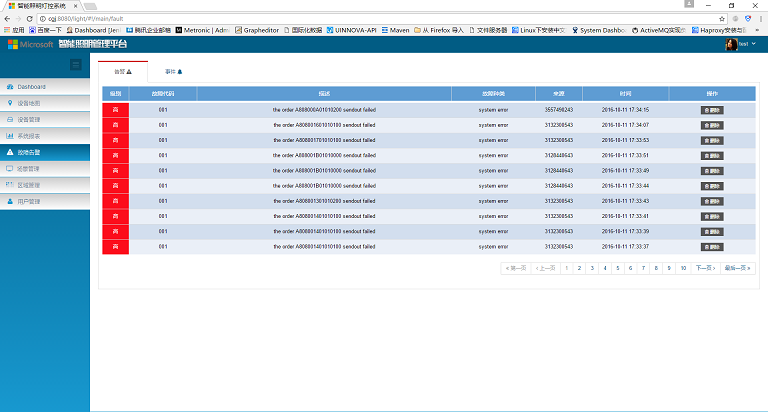 智能照明灯控系统
cgj.8080/light/#!/main/fault
应用 百度一下 Dashboard [Jen 腾讯企业邮箱 Metronic | Adm Grapheditor 国际化数据 UINNOVA-API Maven 从 Firefox 导入 文件服务器 Linux下安装中文 System Dashbo ActiveMQ实现步 Haproxy安装与
Microsoft 智能照明管理平台 test
告警 事件
Dashboard
设备地图
设备管理
系统报表
故障告警
场景管理
区域管理
用户管理
级别 故障代码 描述 故障种类 来源 时间 操作
高 001 the order A808000A01010200 sendout failed system error 3557490243 2016-10-11 17:34:15 删除
高 001 the order A808001601010100 sendout failed system error 3132300543 2016-10-11 17:34:07 删除
高 001 the order A808001701010100 sendout failed system error 3132300543 2016-10-11 17:33:53 删除
高 001 the order A808001B01010000 sendout failed system error 3128440643 2016-10-11 17:33:51 删除
高 001 the order A808001B01010000 sendout failed system error 3128440643 2016-10-11 17:33:49 删除
高 001 the order A808001B01010000 sendout failed system error 3128440643 2016-10-11 17:33:44 删除
高 001 the order A808001301010200 sendout failed system error 3132300543 2016-10-11 17:33:43 删除
高 001 the order A808001401010100 sendout failed system error 3132300543 2016-10-11 17:33:41 删除
高 001 the order A808001401010100 sendout failed system error 3132300543 2016-10-11 17:33:39 删除
高 001 the order A808001401010100 sendout failed system error 3132300543 2016-10-11 17:33:37 删除
« 第一页 ‹ 上一页 1 2 3 4 5 6 7 8 9 10 下一页 › 最后一页 »